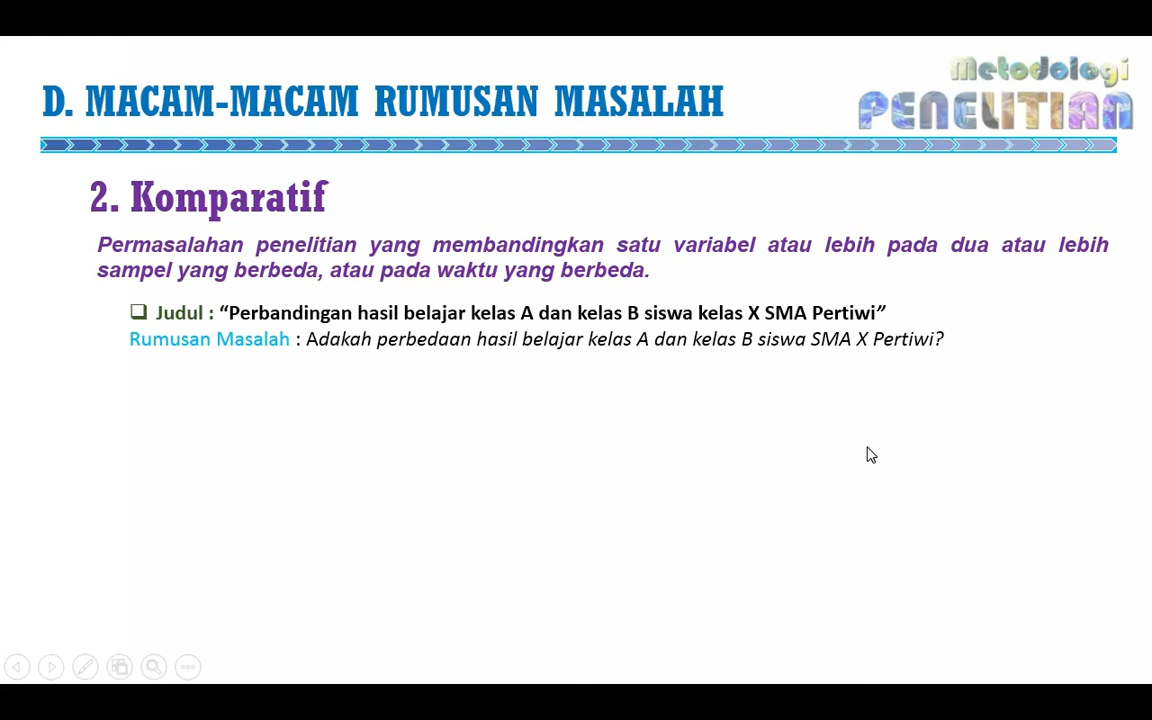 Metodologi
PENELITIAN
D. MACAM-MACAM RUMUSAN MASALAH
2. Komparatif
Permasalahan penelitian yang membandingkan satu variabel atau lebih pada dua atau lebih
sampel yang berbeda, atau pada waktu yang berbeda.
❑ Judul : “Perbandingan hasil belajar kelas A dan kelas B siswa kelas X SMA Pertiwi”
Rumusan Masalah : Adakah perbedaan hasil belajar kelas A dan kelas B siswa SMA X Pertiwi?